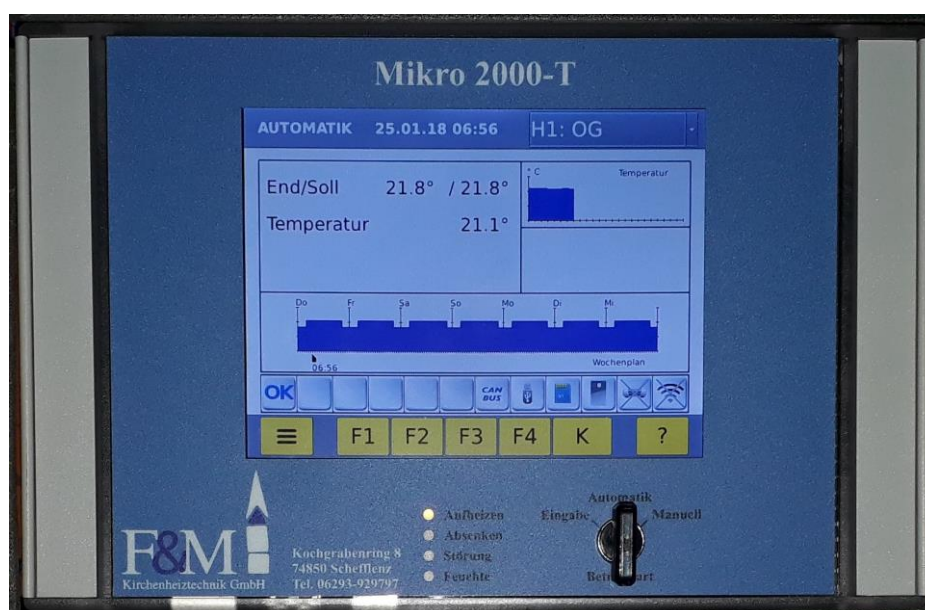 Mikro 2000-T
AUTOMATIK 25.01.18 06:56 H1: OG
End/Soll 21.8° / 21.8°
Temperatur 21.1°
°C Temperatur
Do Fr Sa So Mo Di Mi
06:56 Wochenplan
OK CAN BUS
F1 F2 F3 F4 K ?
F&M
Kirchenheiztechnik GmbH
Kochgrabenring 8
74850 Schefflenz
Tel. 06293-929797
Aufheizen
Absenken
Störung
Feuchte
Automatik
Eingabe Manuell